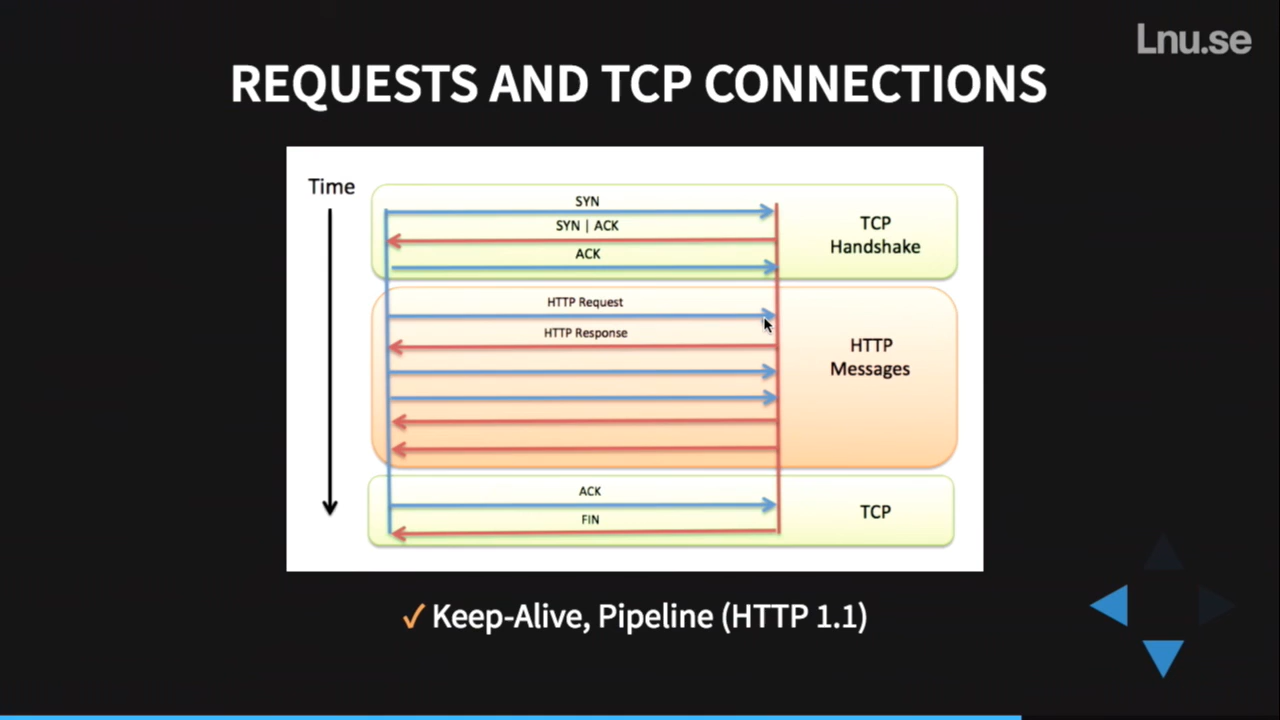 Lnu.se
REQUESTS AND TCP CONNECTIONS
Time
SYN
SYN | ACK
ACK
TCP
Handshake
HTTP Request
HTTP Response
HTTP
Messages
ACK
FIN
TCP
✓ Keep-Alive, Pipeline (HTTP 1.1)